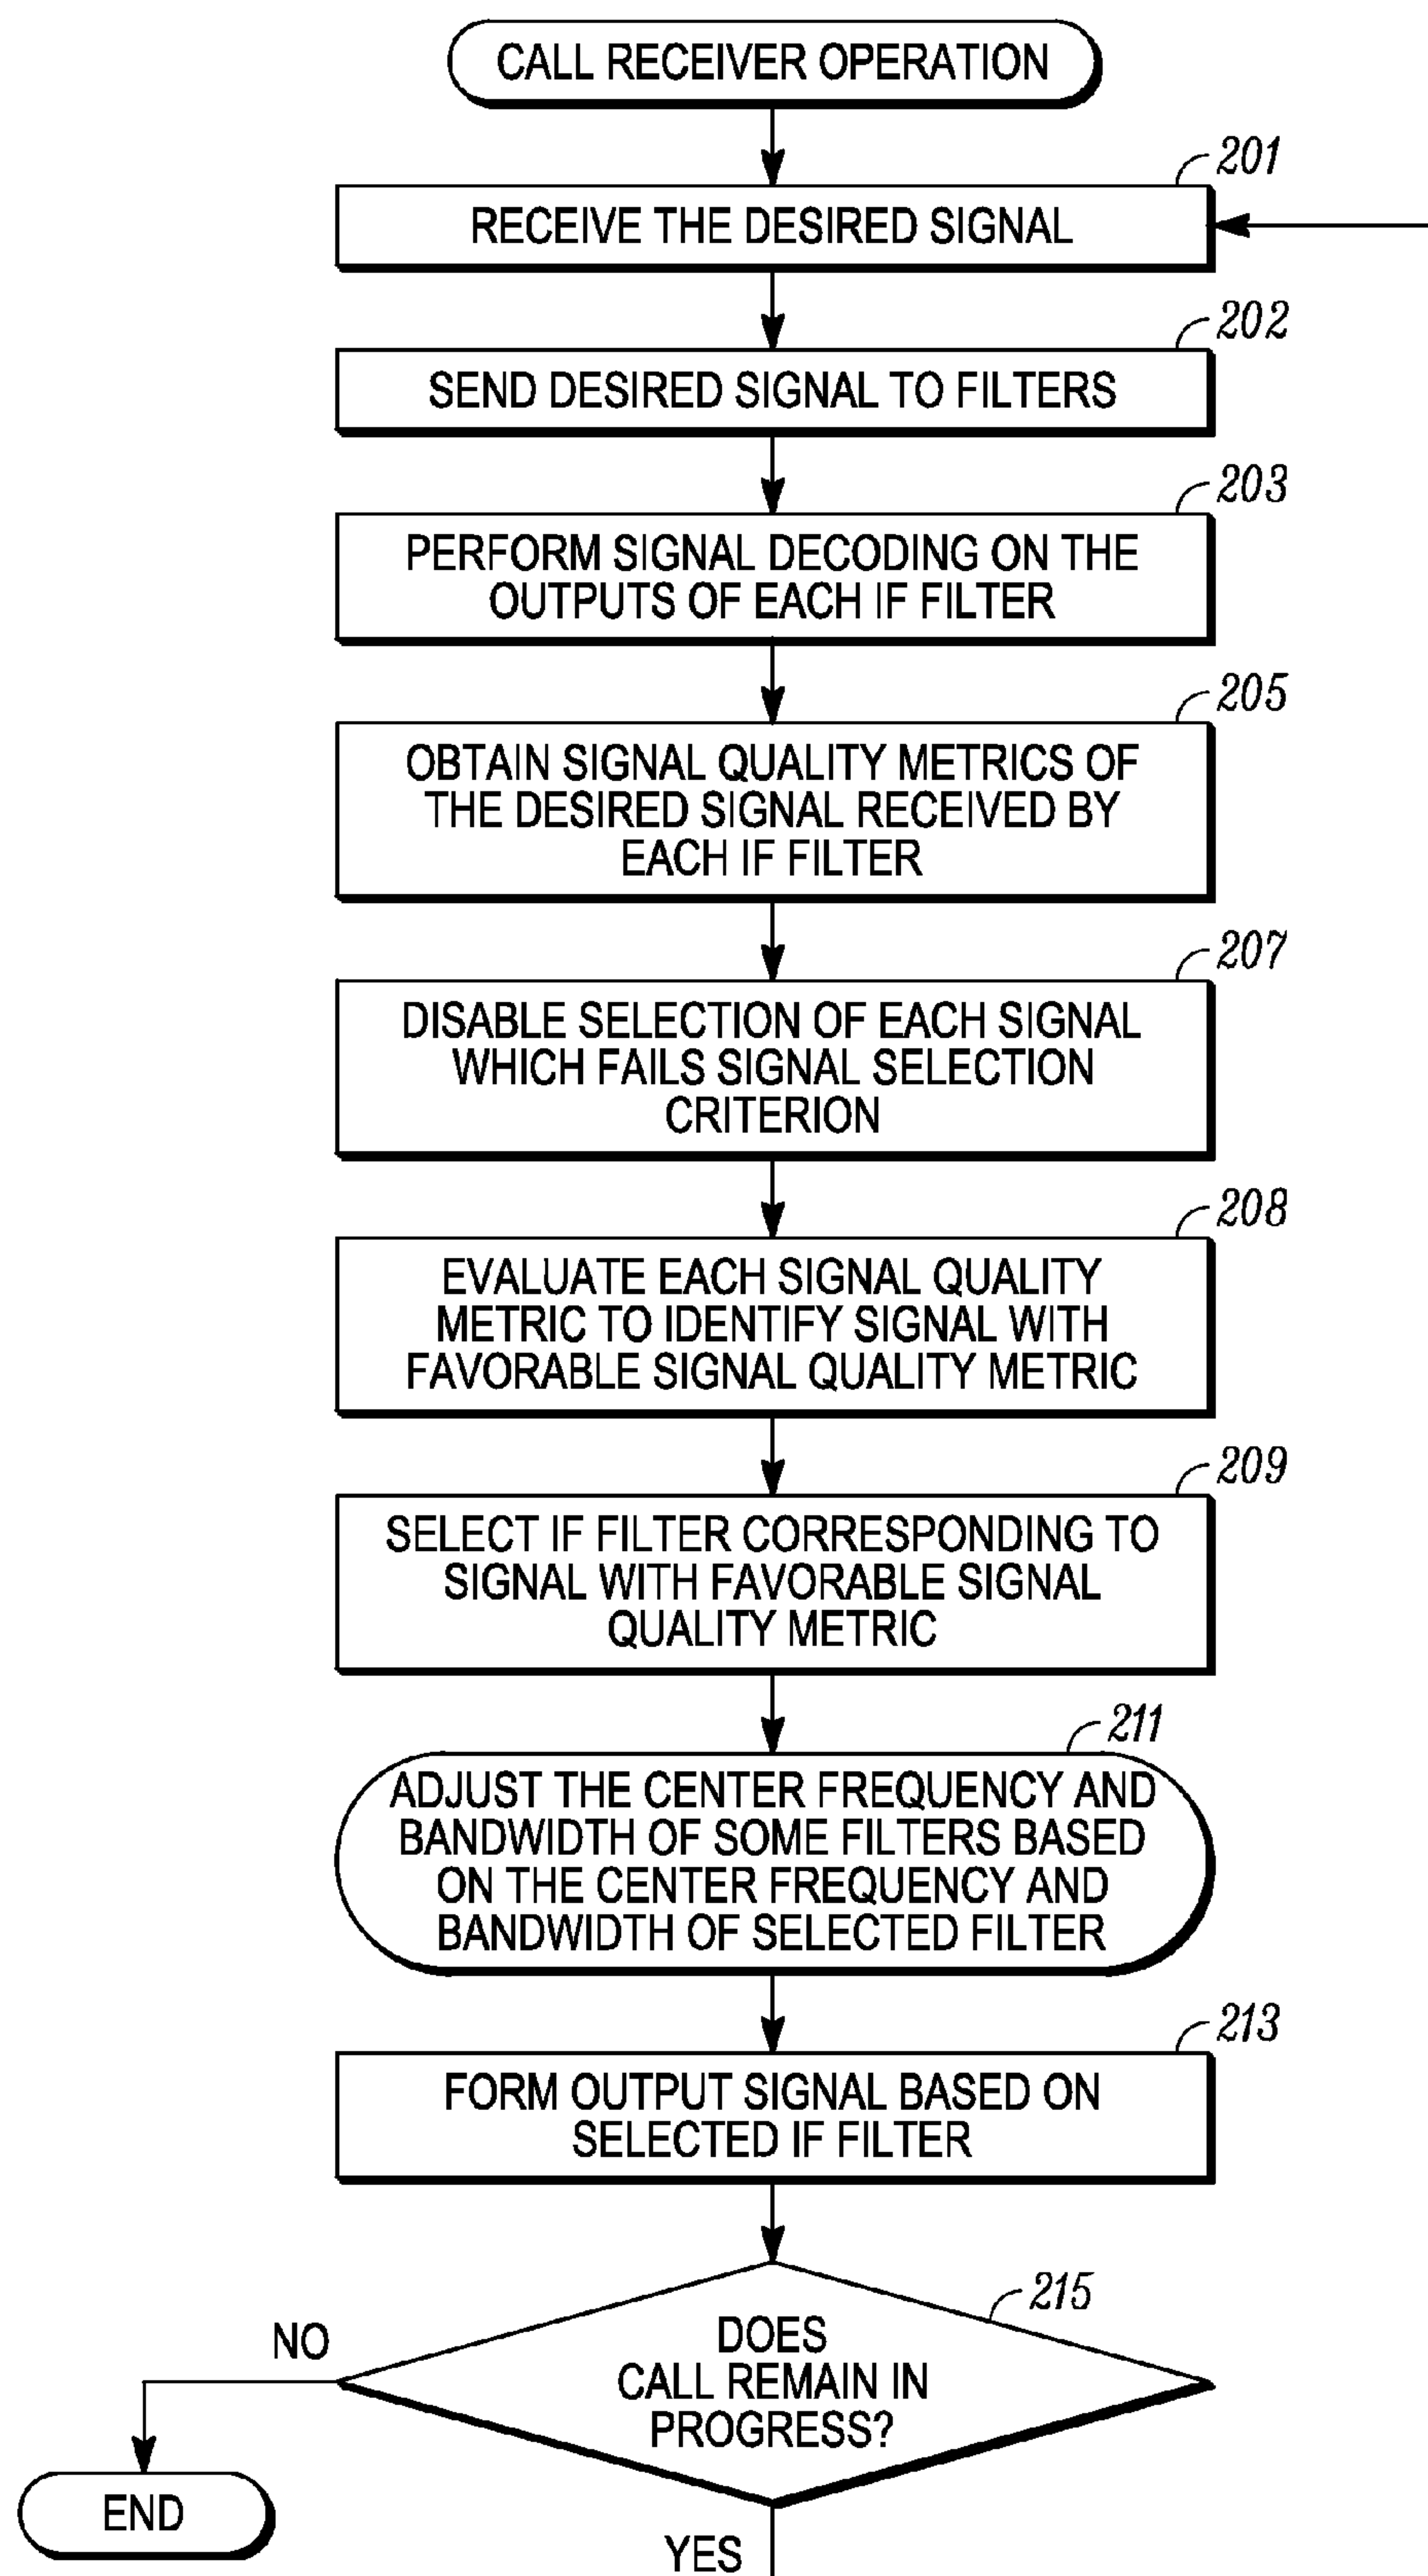 CALL RECEIVER OPERATION
201
RECEIVE THE DESIRED SIGNAL
202
SEND DESIRED SIGNAL TO FILTERS
203
PERFORM SIGNAL DECODING ON THE
OUTPUTS OF EACH IF FILTER
205
OBTAIN SIGNAL QUALITY METRICS OF
THE DESIRED SIGNAL RECEIVED BY
EACH IF FILTER
207
DISABLE SELECTION OF EACH SIGNAL
WHICH FAILS SIGNAL SELECTION
CRITERION
208
EVALUATE EACH SIGNAL QUALITY
METRIC TO IDENTIFY SIGNAL WITH
FAVORABLE SIGNAL QUALITY METRIC
209
SELECT IF FILTER CORRESPONDING TO
SIGNAL WITH FAVORABLE SIGNAL
QUALITY METRIC
211
ADJUST THE CENTER FREQUENCY AND
BANDWIDTH OF SOME FILTERS BASED
ON THE CENTER FREQUENCY AND
BANDWIDTH OF SELECTED FILTER
213
FORM OUTPUT SIGNAL BASED ON
SELECTED IF FILTER
215
DOES
CALL REMAIN IN
PROGRESS?
NO
END
YES